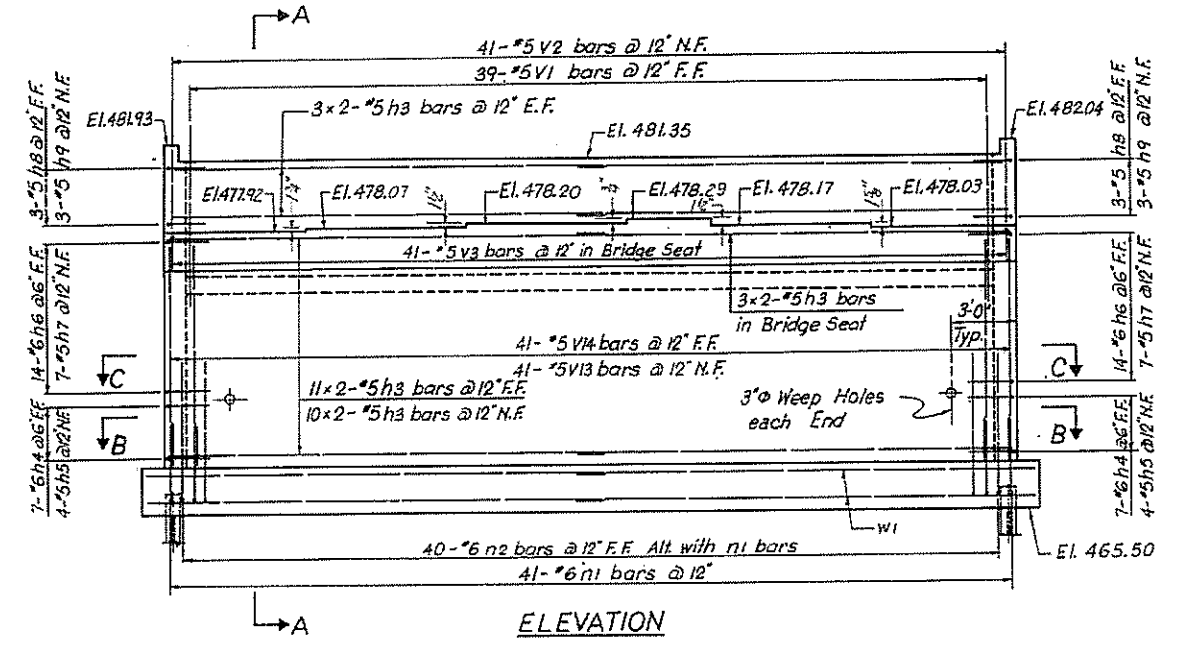 A
41-#5 V2 bars @ 12" N.F.
39-#5 V1 bars @ 12" F.F.
3×2-#5 h3 bars @ 12" E.F.
El. 481.93
El. 481.35
El. 482.04
3-#5 h8 @ 12" F.F.
3-#5 h9 @ 12" N.F.
3-#5 h8 @ 12" F.F.
3-#5 h9 @ 12" N.F.
El. 477.92
1¾"
El. 478.07
1½"
El. 478.20
El. 478.29
1½"
El. 478.17
El. 478.03
41-#5 v3 bars @ 12" in Bridge Seat
3×2-#5 h3 bars
in Bridge Seat
3'-0"
Typ.
14-#6 h6 @ 6" F.F.
7-#5 h7 @ 12" N.F.
14-#6 h6 @ 6" F.F.
7-#5 h7 @ 12" N.F.
41-#5 V14 bars @ 12" F.F.
41-#5 V13 bars @ 12" N.F.
C
C
11×2-#5 h3 bars @ 12" F.F.
10×2-#5 h3 bars @ 12" N.F.
3"Φ Weep Holes
each End
B
B
7-#6 h4 @ 6" F.F.
4-#5 h5 @ 12" N.F.
7-#6 h4 @ 6" F.F.
4-#5 h5 @ 12" N.F.
W1
40-#6 n2 bars @ 12" F.F. Alt. with n1 bars
El. 465.50
41-#6 n1 bars @ 12"
A
ELEVATION